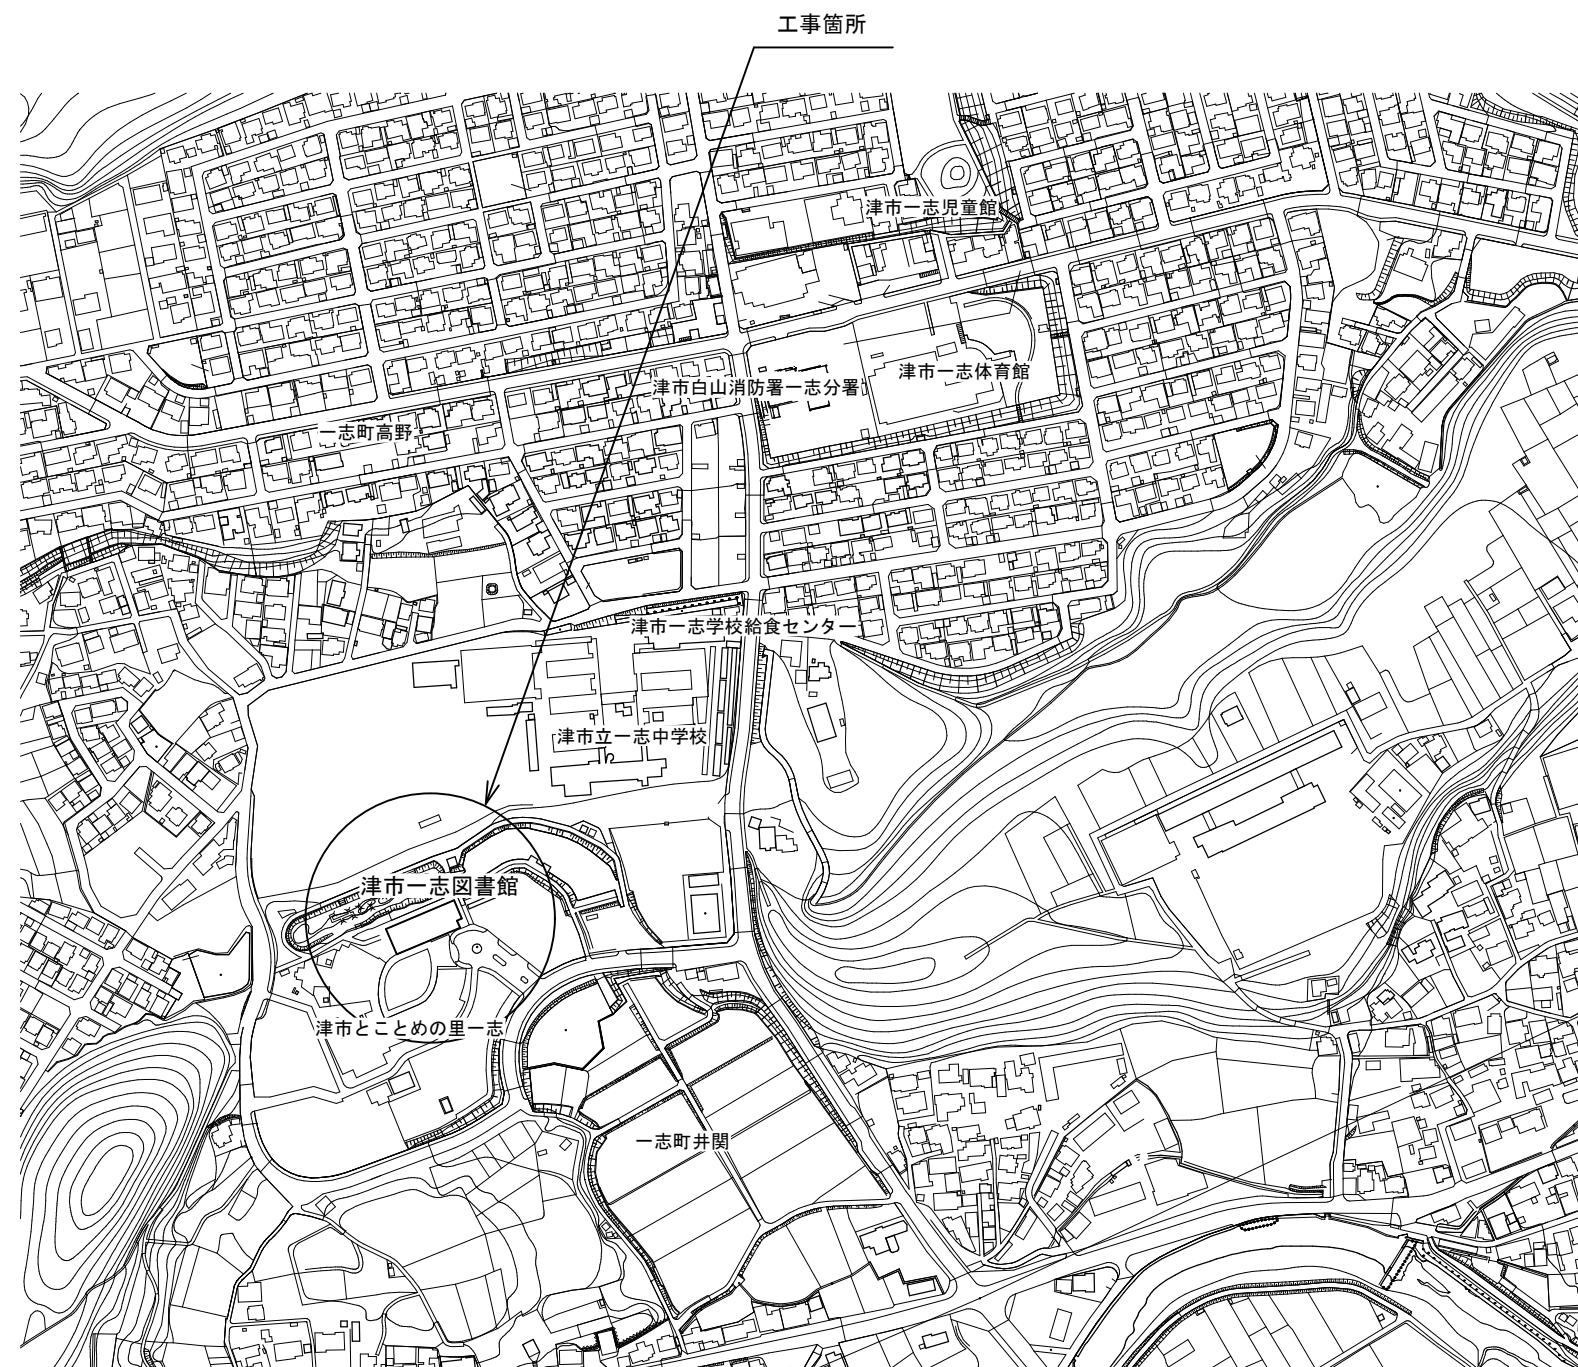 工事箇所
津市一志児童館
津市一志体育館
津市白山消防署一志分署
一志町高野
津市一志学校給食センター
津市立一志中学校
津市一志図書館
津市とことめの里一志
一志町井関